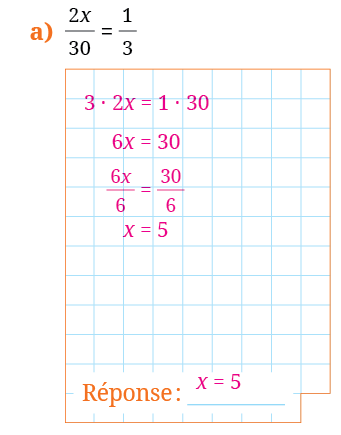 a) 2x/30 = 1/3
3 · 2x = 1 · 30
6x = 30
6x/6 = 30/6
x = 5
Réponse : x = 5